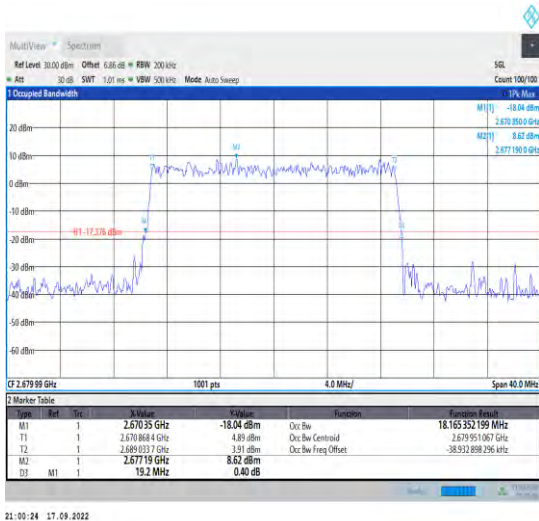 MultiView Spectrum
Ref Level 30.00 dBm Offset 6.86 dB RBW 200 kHz SGL
Att 30 dB SWT 1.01 ms VBW 500 kHz Mode Auto Sweep Count 100/100
1 Occupied Bandwidth 1Pk Max
M1[1] -18.04 dBm
2.670 350 0 GHz
M2[1] 8.62 dBm
2.677 190 0 GHz
20 dBm
10 dBm
0 dBm
-10 dBm
H1 -17.376 dBm
-20 dBm
-30 dBm
-40 dBm
-50 dBm
-60 dBm
T1 M2 T2
CF 2.679 99 GHz 1001 pts 4.0 MHz/ Span 40.0 MHz
2 Marker Table
Type Ref Trc X-Value Y-Value Function Function Result
M1 1 2.670 35 GHz -18.04 dBm Occ Bw 18.165 352 199 MHz
T1 1 2.670 868 4 GHz 4.89 dBm Occ Bw Centroid 2.679 951 067 GHz
T2 1 2.689 033 7 GHz 3.91 dBm Occ Bw Freq Offset -38.932 898 296 kHz
M2 1 2.677 19 GHz 8.62 dBm
D3 M1 1 19.2 MHz 0.40 dB
Ready
21:00:24 17.09.2022